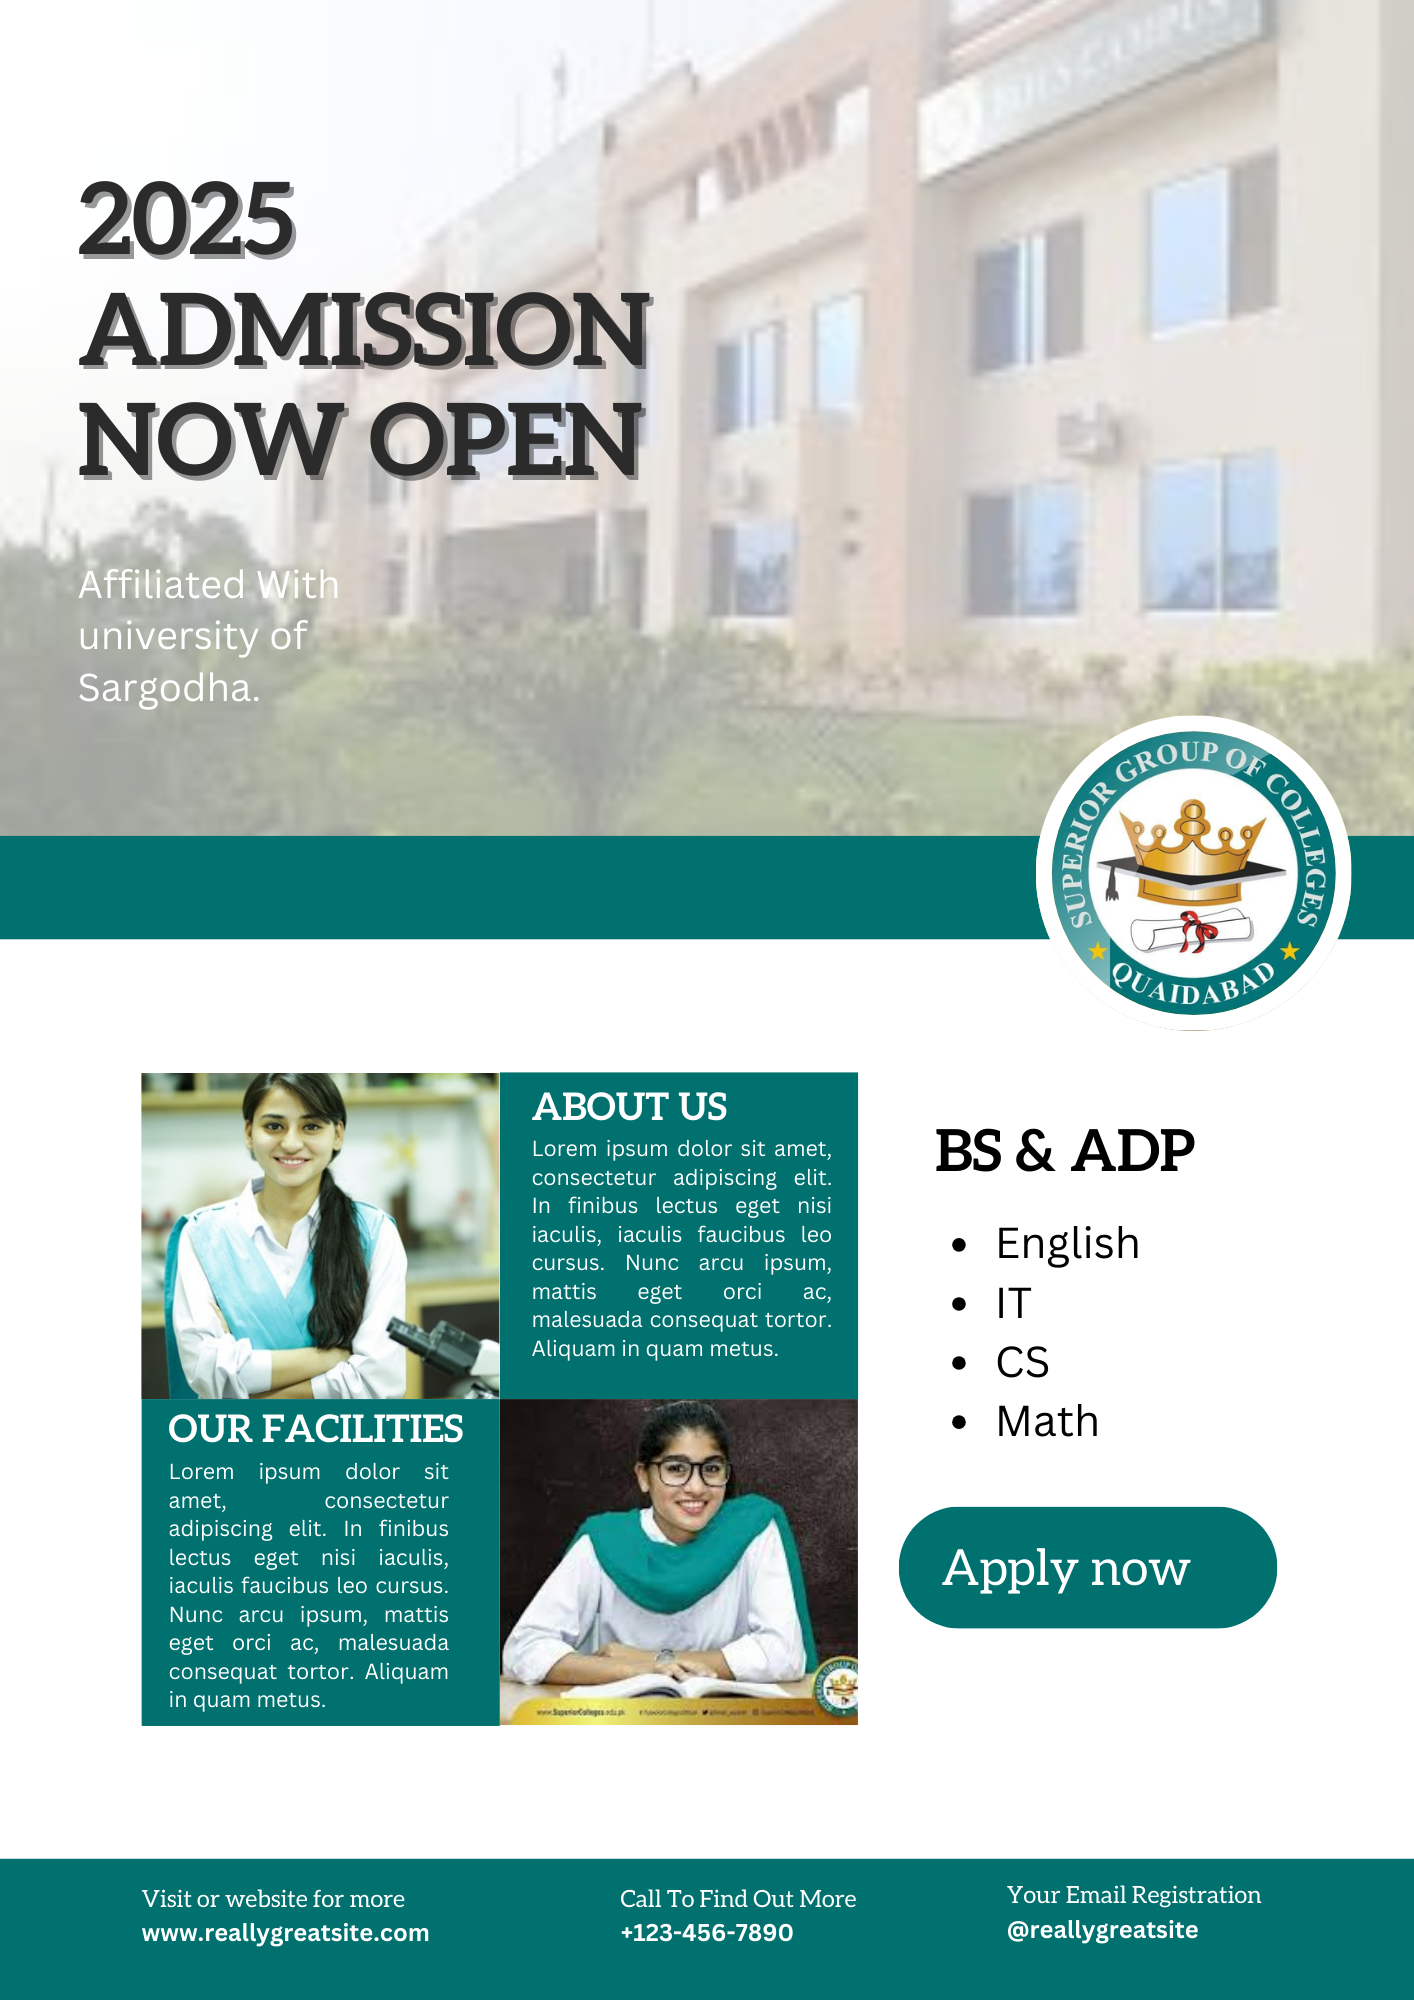 CAMPUS
2025
ADMISSION
NOW OPEN
Affiliated With
university of
Sargodha.
SUPERIOR GROUP OF COLLEGES
QUAIDABAD
ABOUT US
Lorem ipsum dolor sit amet,
consectetur adipiscing elit.
In finibus lectus eget nisi
iaculis, iaculis faucibus leo
cursus. Nunc arcu ipsum,
mattis eget orci ac,
malesuada consequat tortor.
Aliquam in quam metus.
OUR FACILITIES
Lorem ipsum dolor sit
amet, consectetur
adipiscing elit. In finibus
lectus eget nisi iaculis,
iaculis faucibus leo cursus.
Nunc arcu ipsum, mattis
eget orci ac, malesuada
consequat tortor. Aliquam
in quam metus.
www.SuperiorColleges.edu.pk
BS & ADP
• English
• IT
• CS
• Math
Apply now
Visit or website for more
www.reallygreatsite.com
Call To Find Out More
+123-456-7890
Your Email Registration
@reallygreatsite